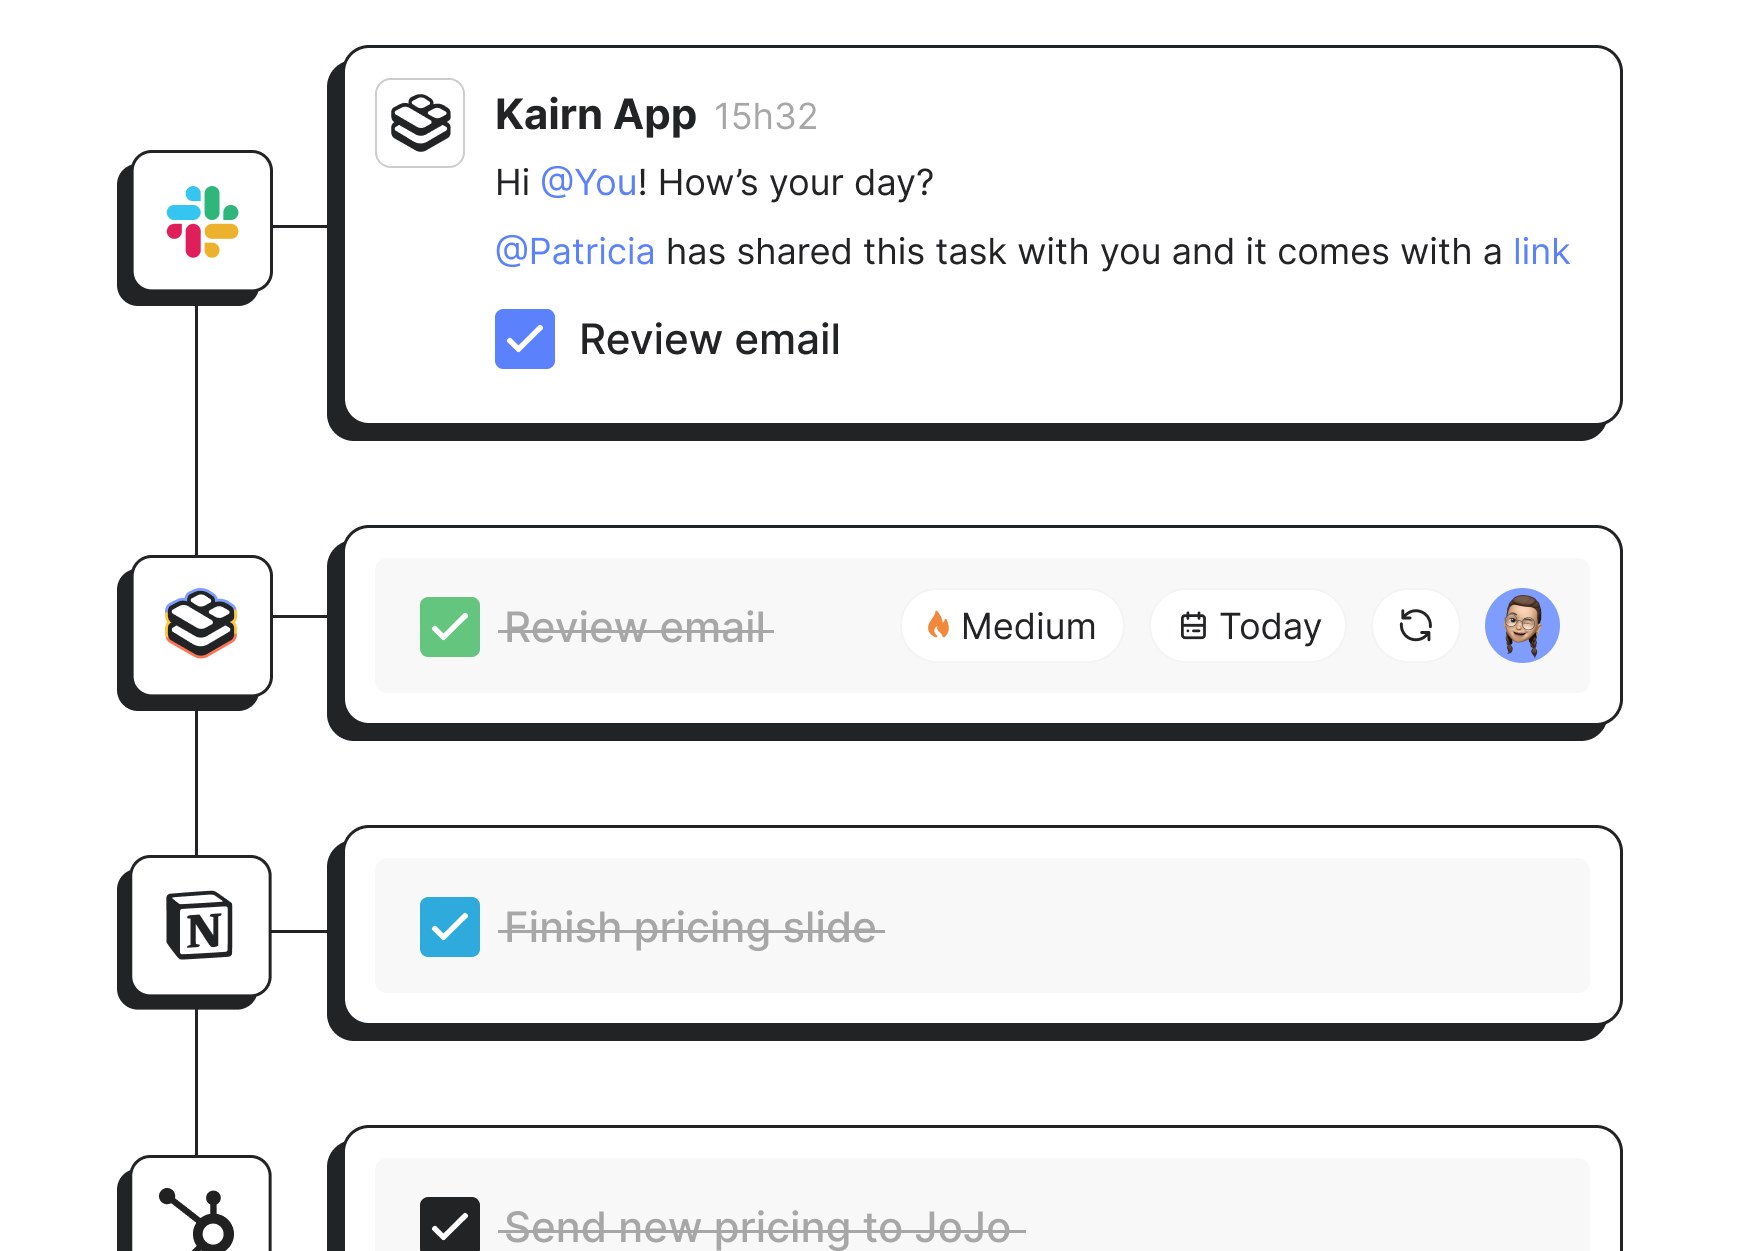 Kairn App 15h32
Hi @You! How’s your day?
@Patricia has shared this task with you and it comes with a link
Review email
Review email Medium Today
N
Finish pricing slide
Send new pricing to JoJo